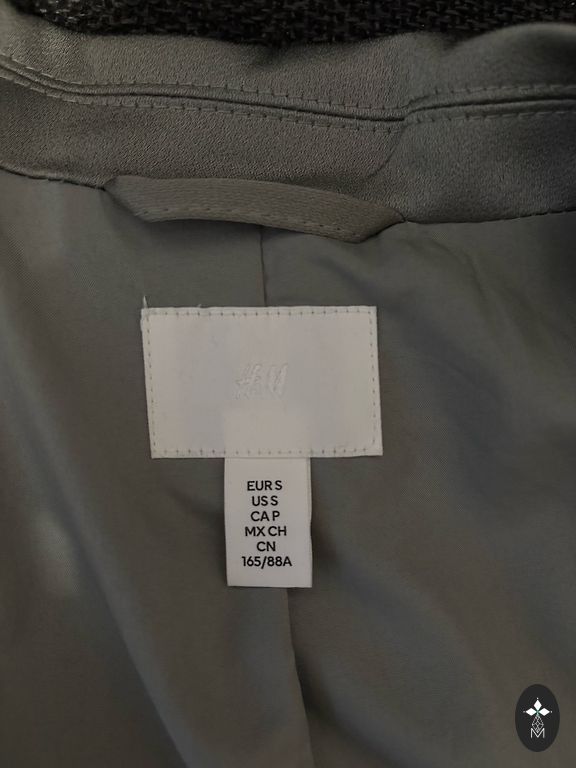 H&M
EUR S
US S
CA P
MX CH
CN
165/88A